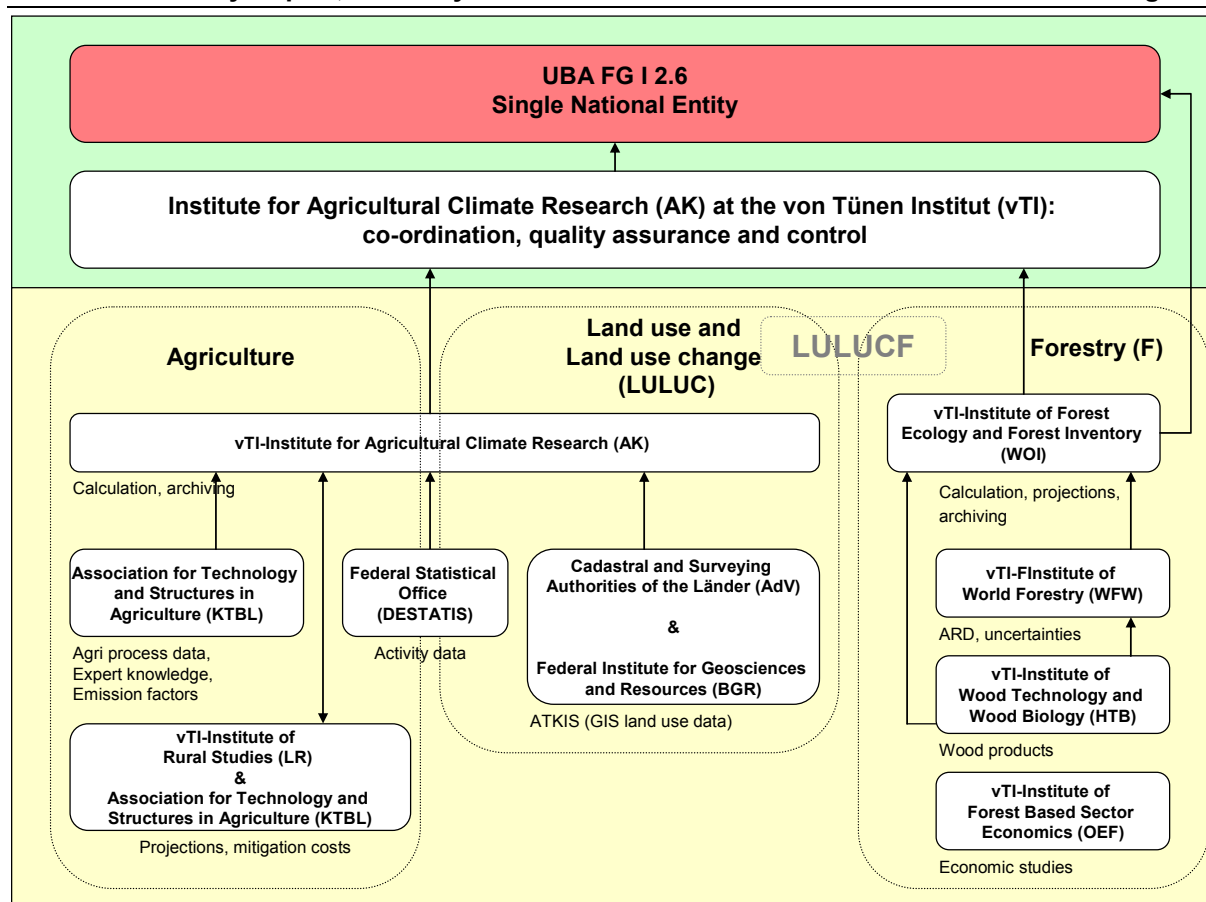 UBA FG I 2.6
Single National Entity
Institute for Agricultural Climate Research (AK) at the von Tünen Institut (vTI):
co-ordination, quality assurance and control
Agriculture
Land use and
Land use change
(LULUC)
LULUCF
Forestry (F)
vTI-Institute for Agricultural Climate Research (AK)
Calculation, archiving
vTI-Institute of Forest
Ecology and Forest Inventory
(WOI)
Calculation, projections,
archiving
Association for Technology
and Structures in
Agriculture (KTBL)
Agri process data,
Expert knowledge,
Emission factors
Federal Statistical
Office
(DESTATIS)
Activity data
Cadastral and Surveying
Authorities of the Länder (AdV)
&
Federal Institute for Geosciences
and Resources (BGR)
ATKIS (GIS land use data)
vTI-FInstitute of
World Forestry (WFW)
ARD, uncertainties
vTI-Institute of
Wood Technology and
Wood Biology (HTB)
Wood products
vTI-Institute of
Rural Studies (LR)
&
Association for Technology and
Structures in Agriculture (KTBL)
Projections, mitigation costs
vTI-Institute of
Forest Based Sector
Economics (OEF)
Economic studies